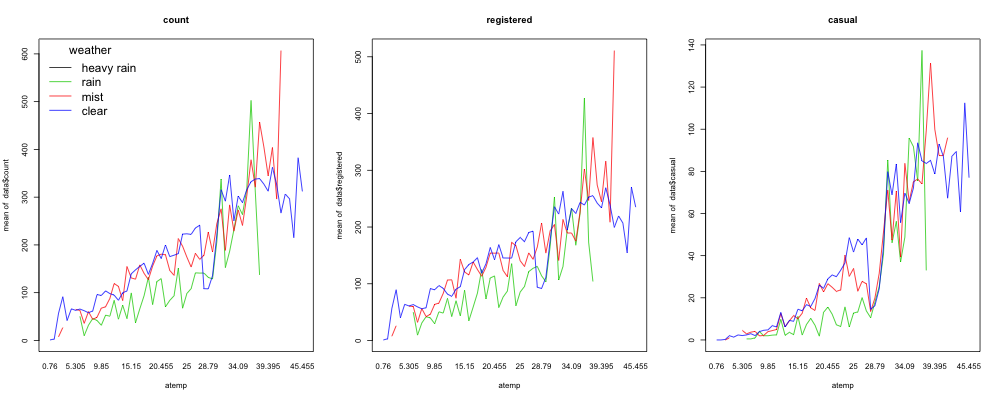 count
mean of data$count
600
500
400
300
200
100
0
weather
heavy rain
rain
mist
clear
0.76 5.305 9.85 15.15 20.455 25 28.79 34.09 39.395 45.455
atemp
registered
mean of data$registered
500
400
300
200
100
0
0.76 5.305 9.85 15.15 20.455 25 28.79 34.09 39.395 45.455
atemp
casual
mean of data$casual
140
120
100
80
60
40
20
0
0.76 5.305 9.85 15.15 20.455 25 28.79 34.09 39.395 45.455
atemp